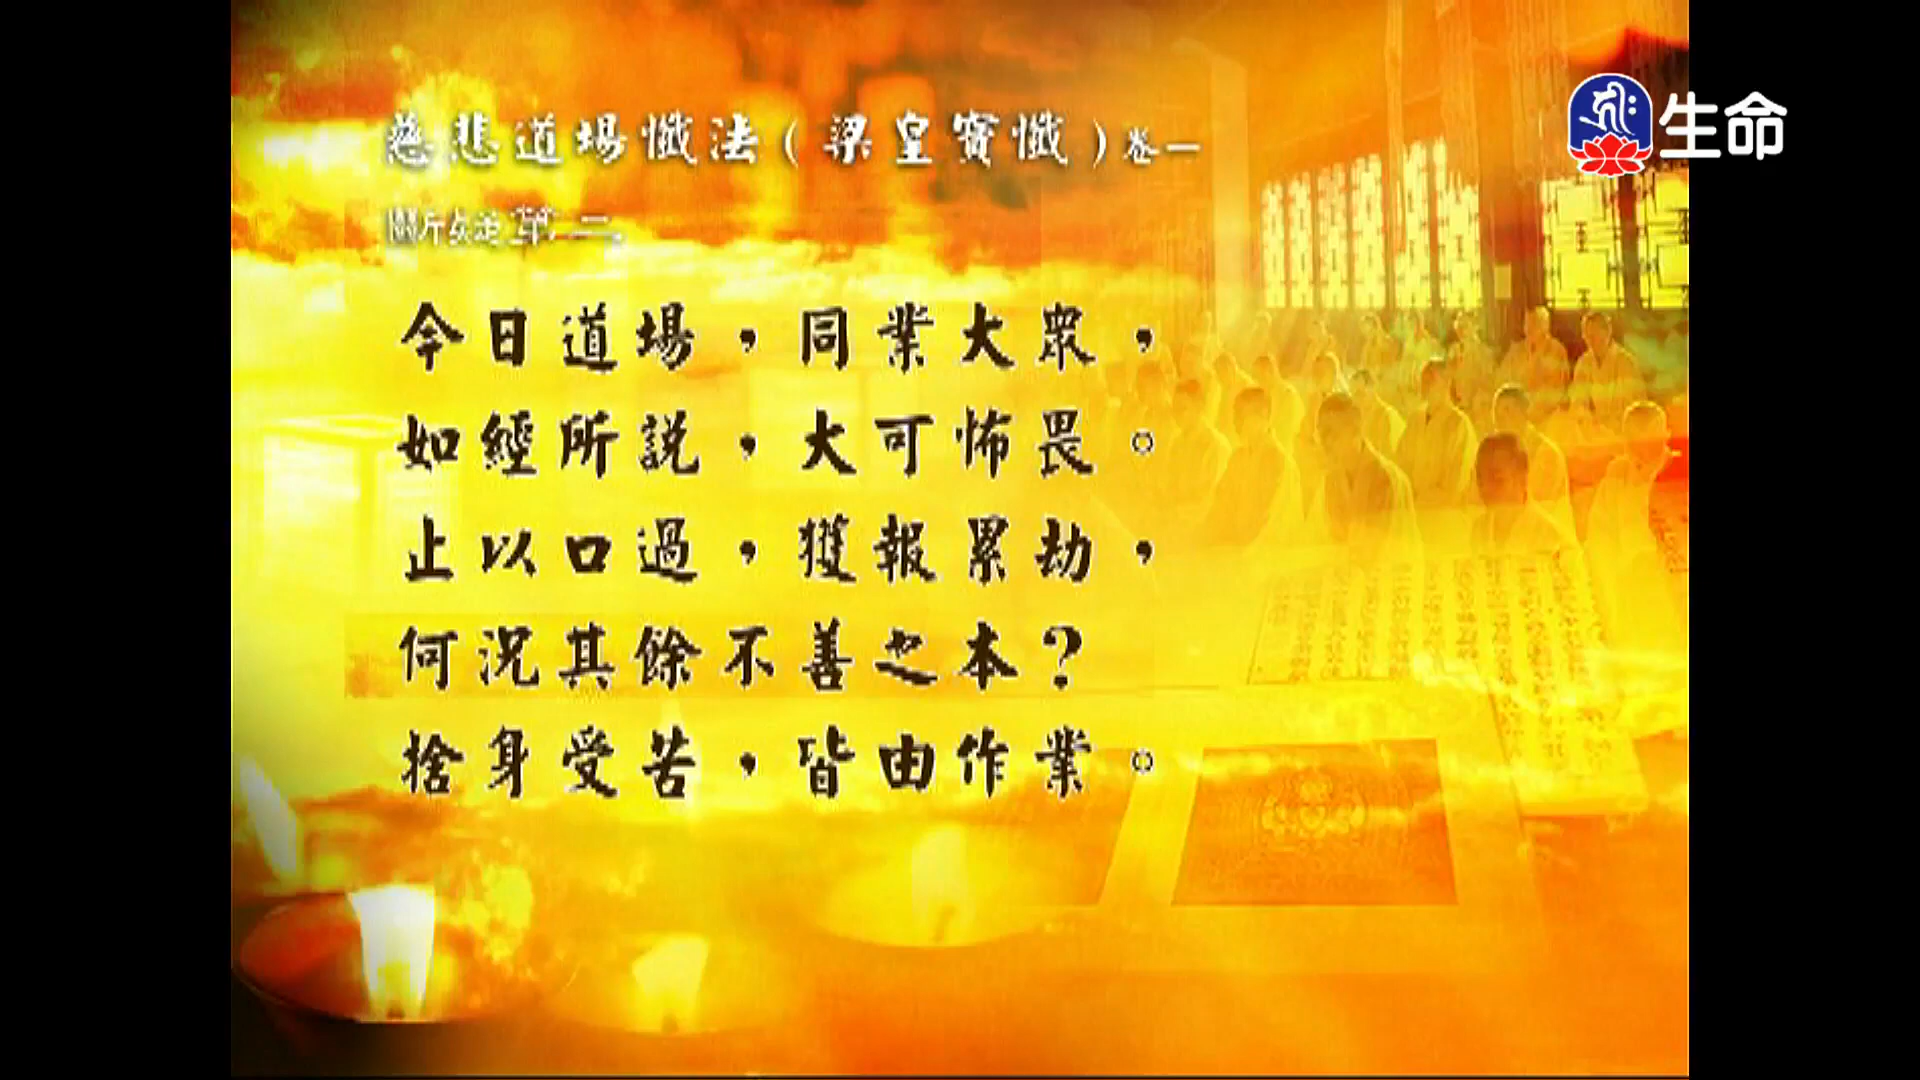 生命
慈悲道場懺法(梁皇寶懺)卷一
斷疑第二
今日道場，同業大眾，
如經所説，大可怖畏。
止以口過，獲報累劫，
何況其餘不善之本？
捨身受苦，皆由作業。